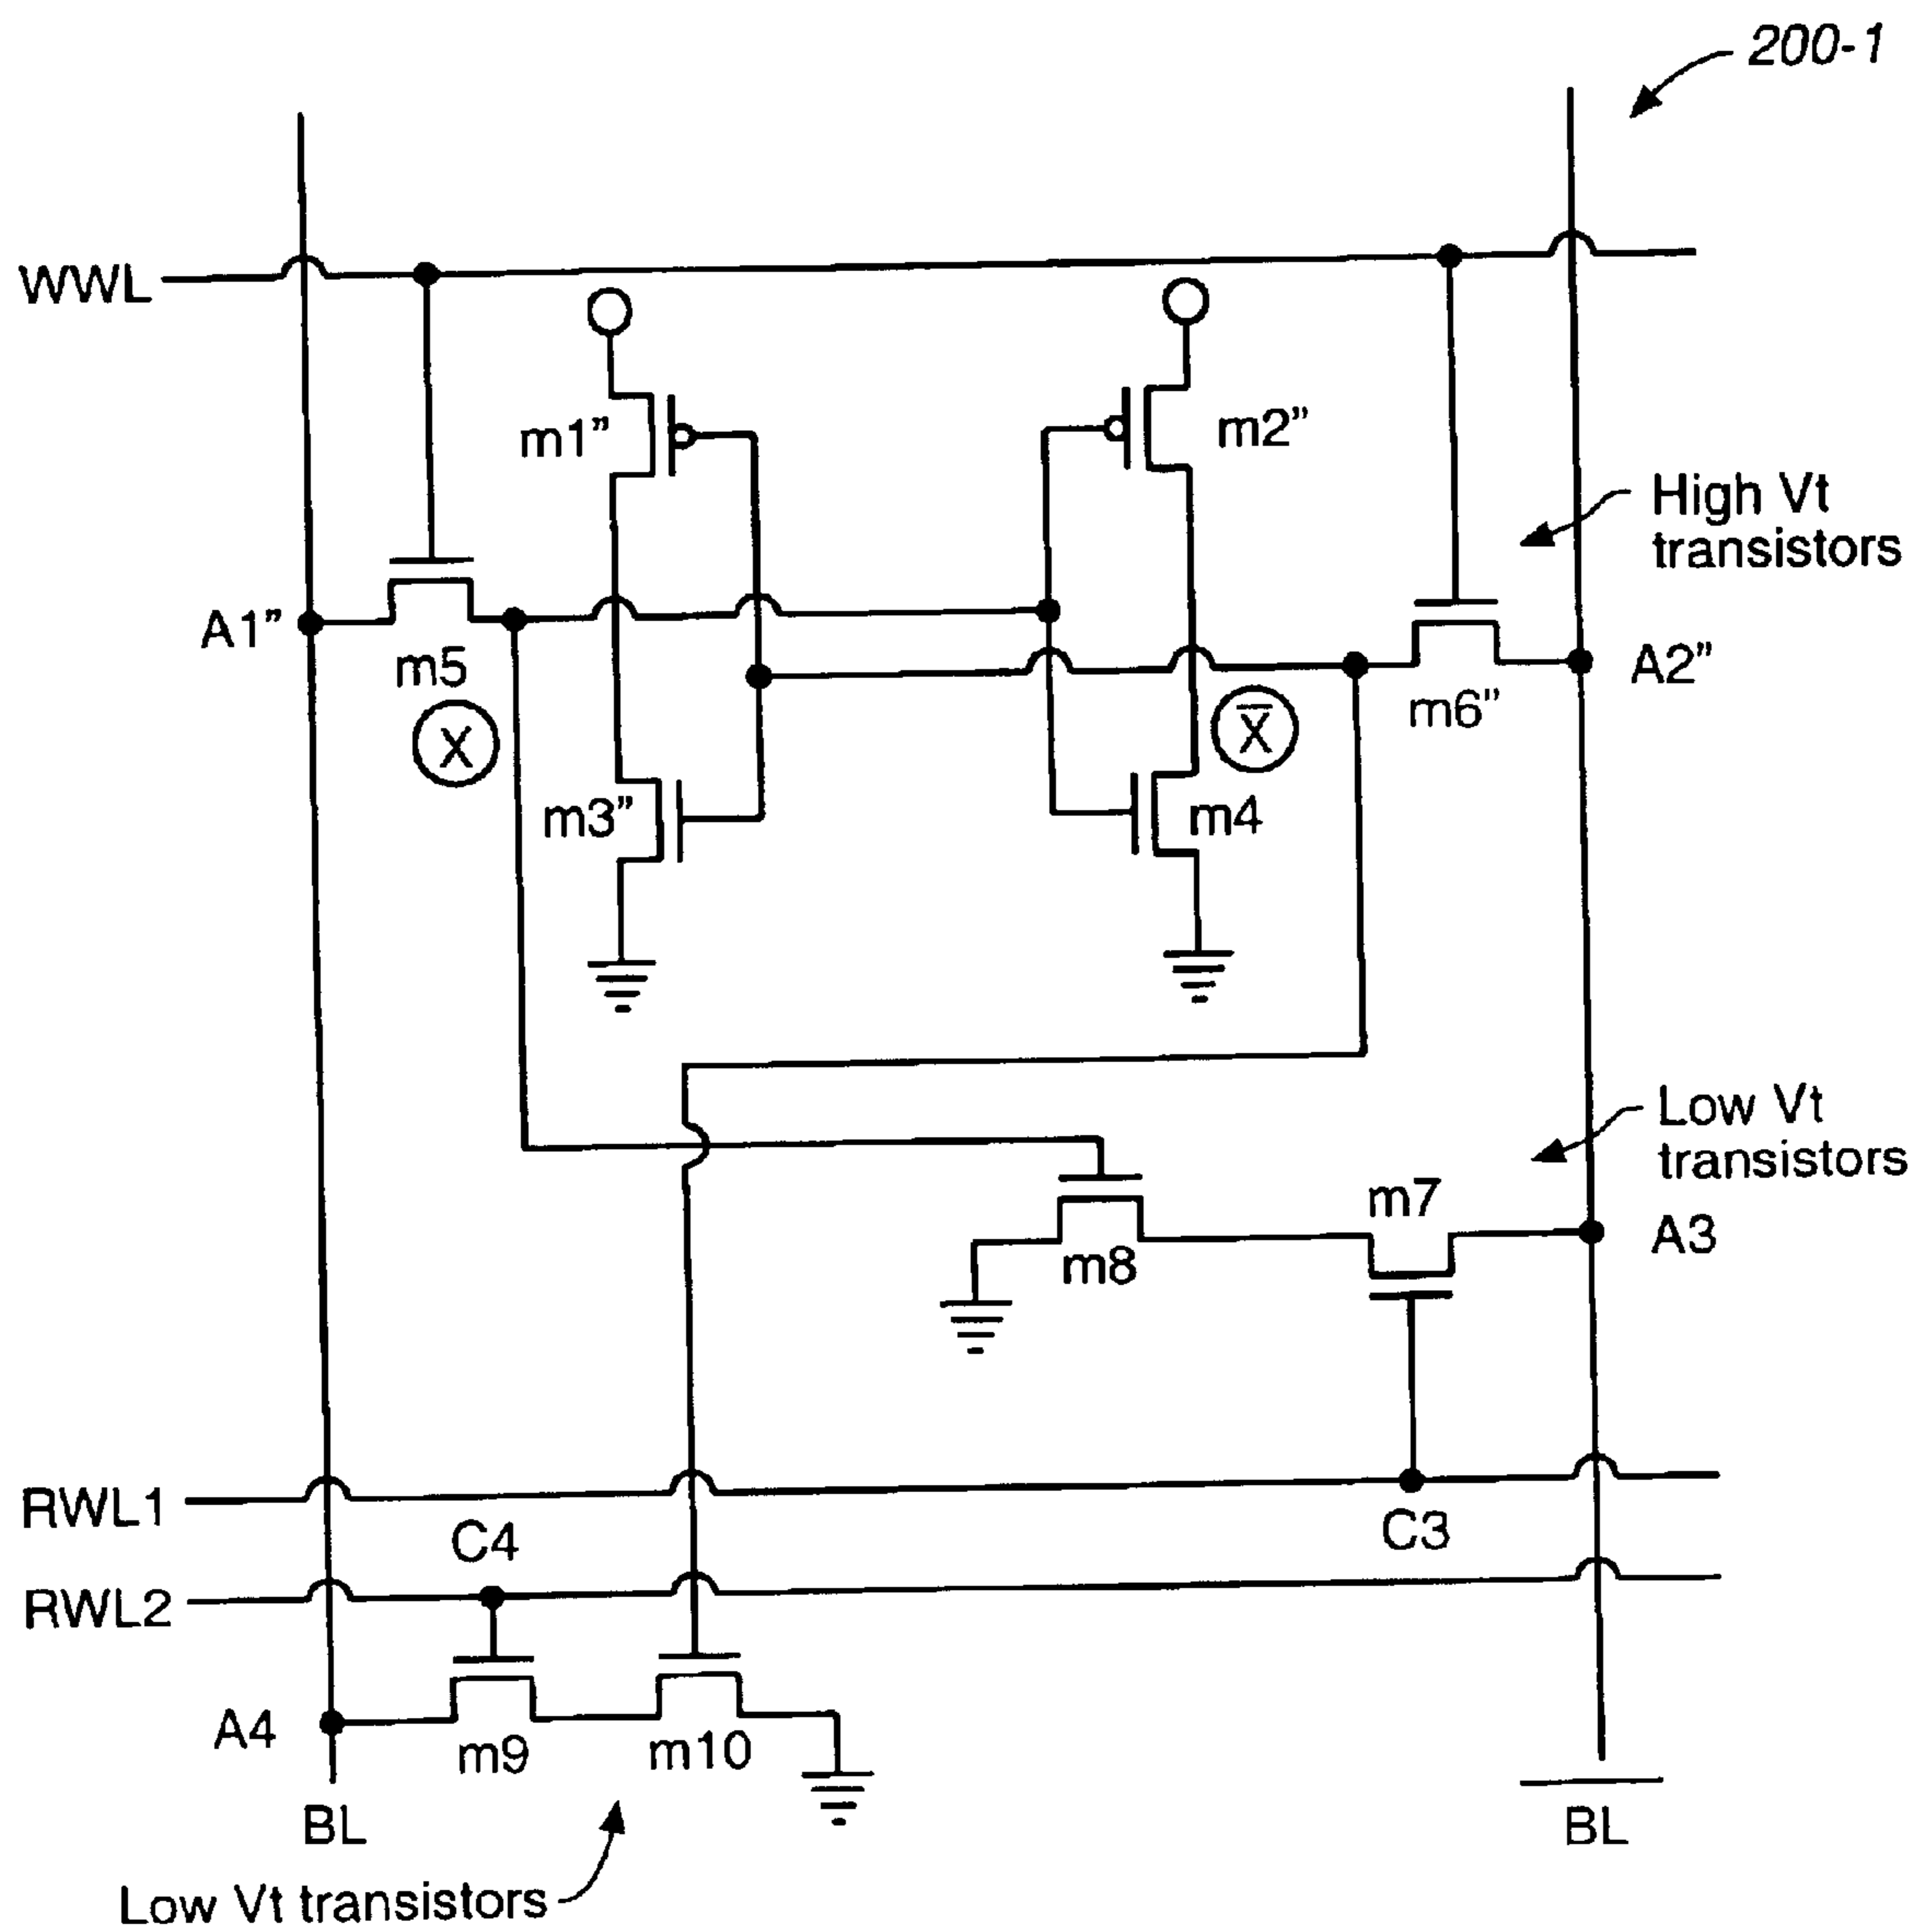 200-1
WWL
m1”
m2”
High Vt
transistors
A1”
m5
X
X̅
m6”
A2”
m3”
m4
Low Vt
transistors
m7
A3
m8
RWL1
C3
C4
RWL2
A4
m9
m10
BL
B̅L̅
Low Vt transistors